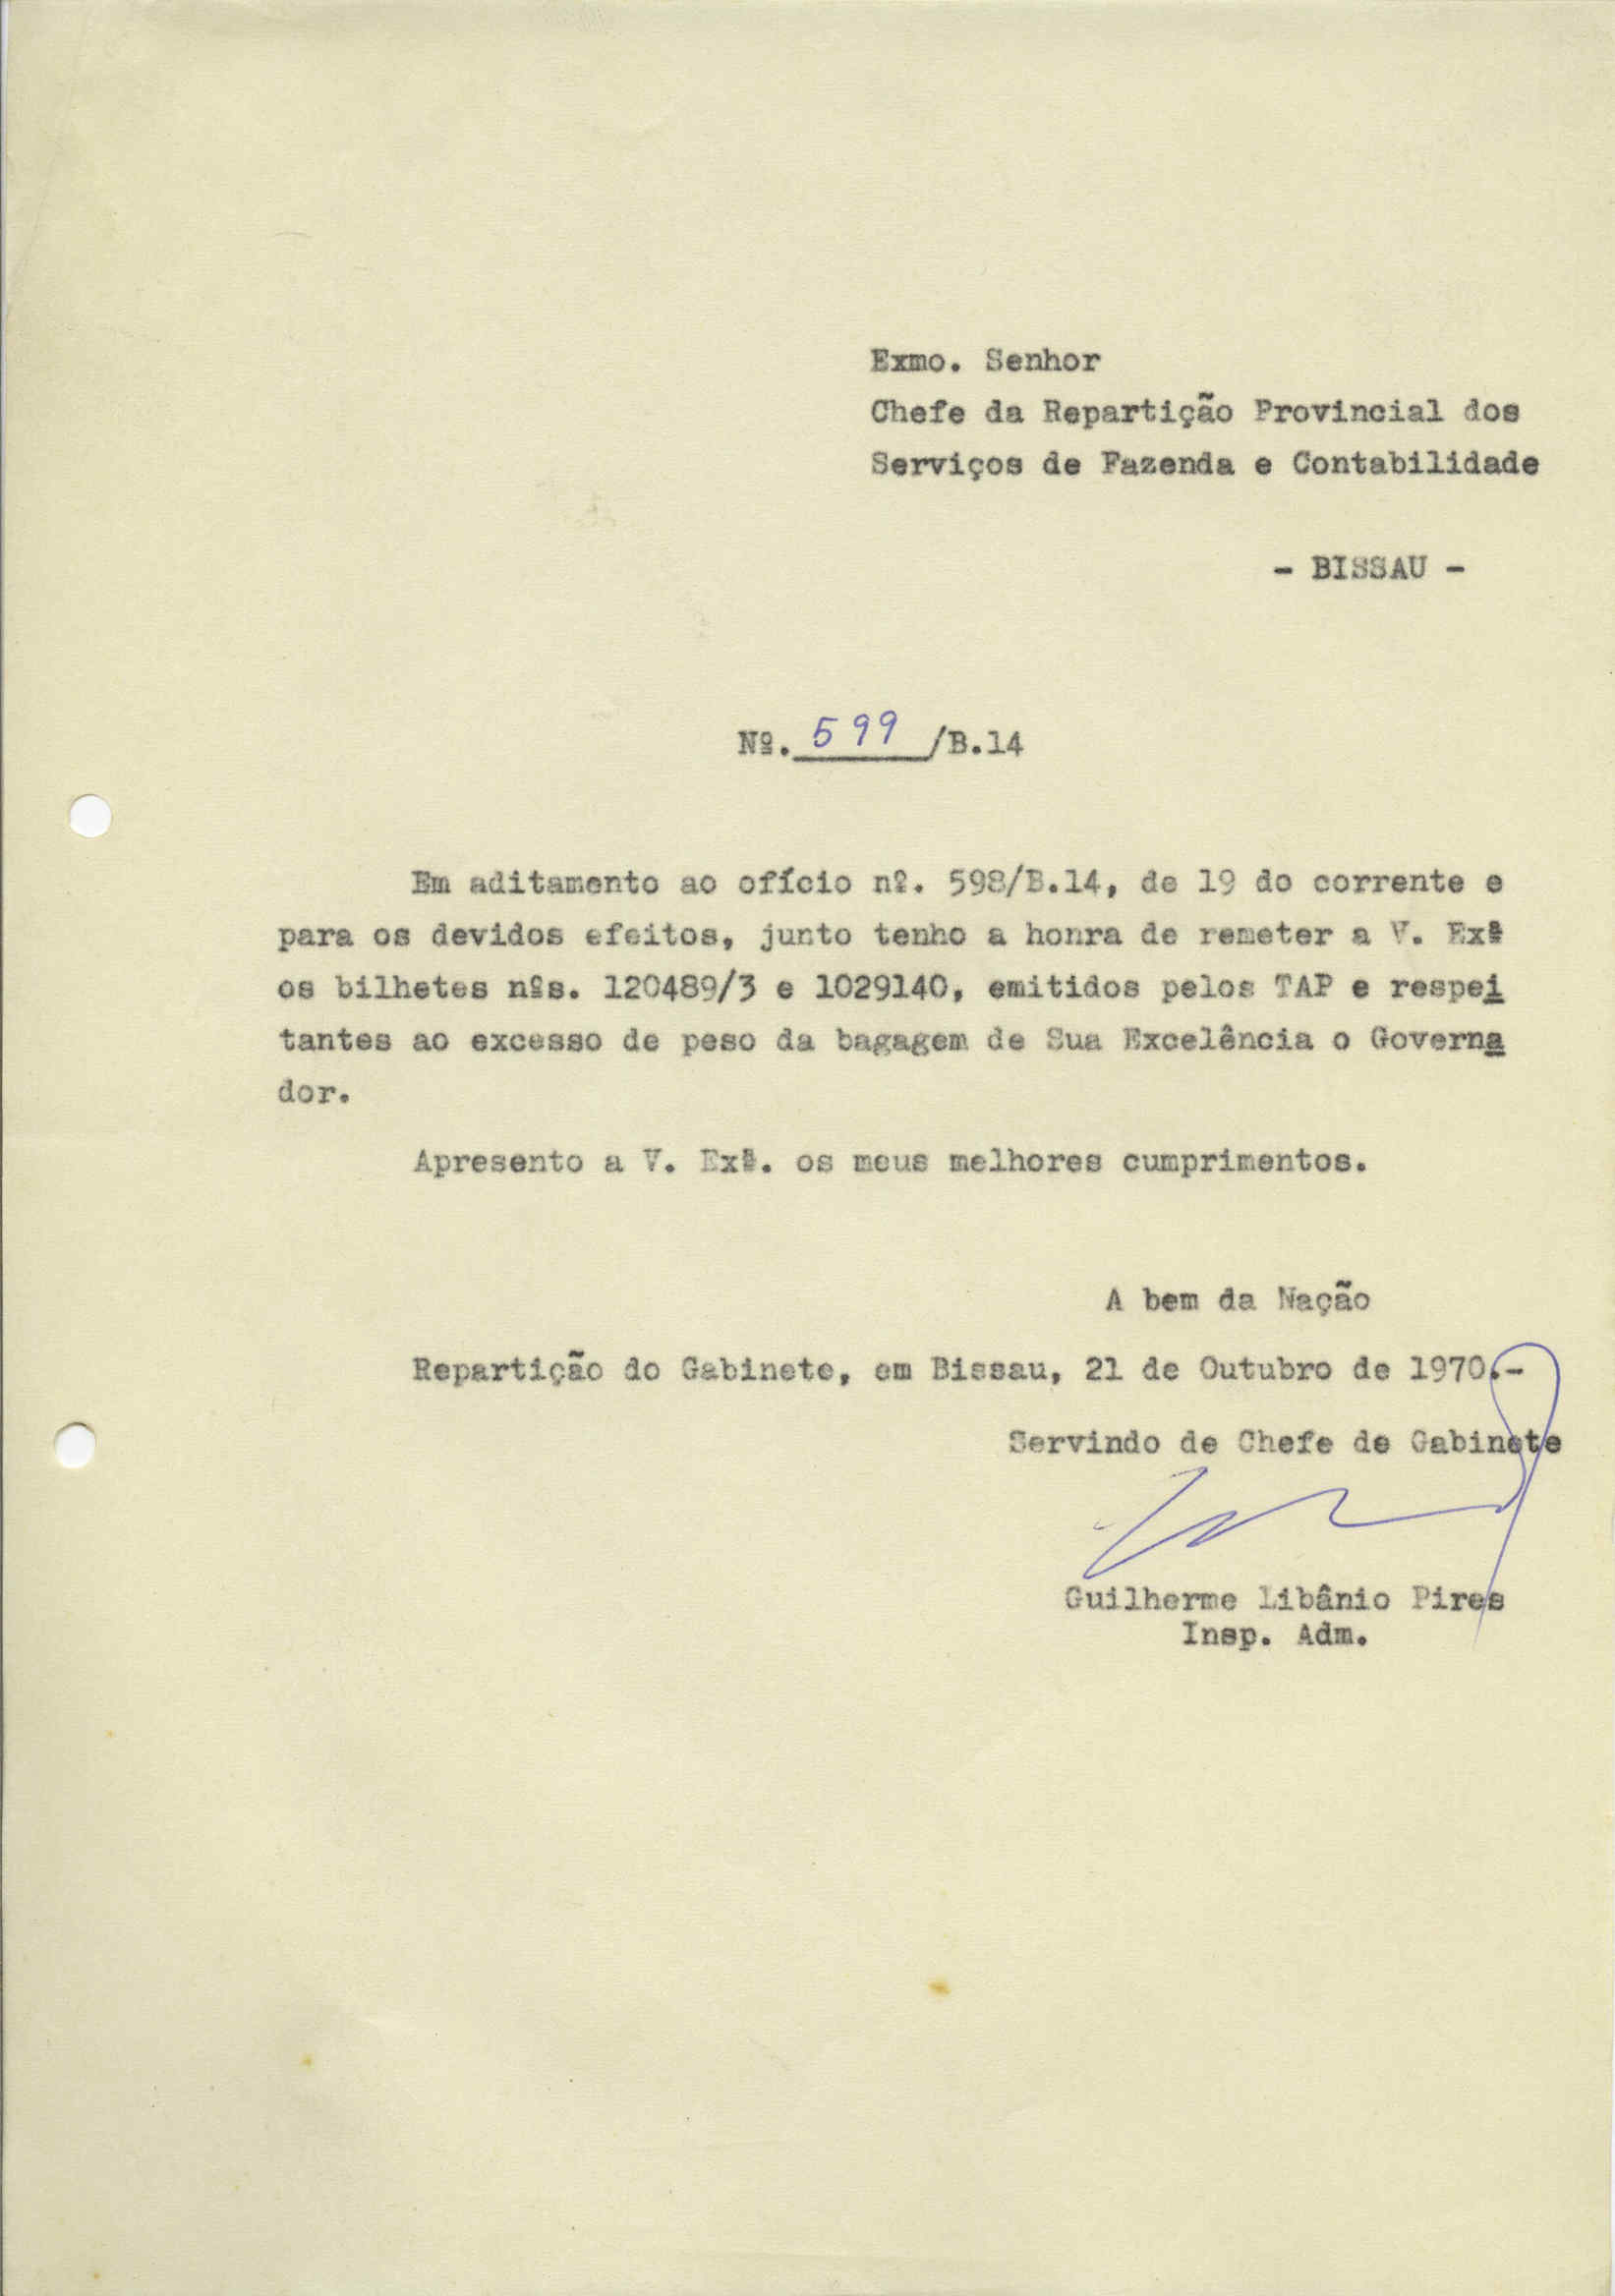 Exmo. Senhor
Chefe da Repartição Provincial dos
Serviços de Fazenda e Contabilidade
- BISSAU -
Nº. 599 /B.14
Em aditamento ao ofício nº. 598/B.14, de 19 do corrente e
para os devidos efeitos, junto tenho a honra de remeter a V. Exª
os bilhetes nºs. 120489/3 e 1029140, emitidos pelos TAP e respei
tantes ao excesso de peso da bagagem de Sua Excelência o Governa
dor.
Apresento a V. Exª. os meus melhores cumprimentos.
A bem da Nação
Repartição do Gabinete, em Bissau, 21 de Outubro de 1970.-
Servindo de Chefe de Gabinete
Guilherme Libânio Pires
Insp. Adm.